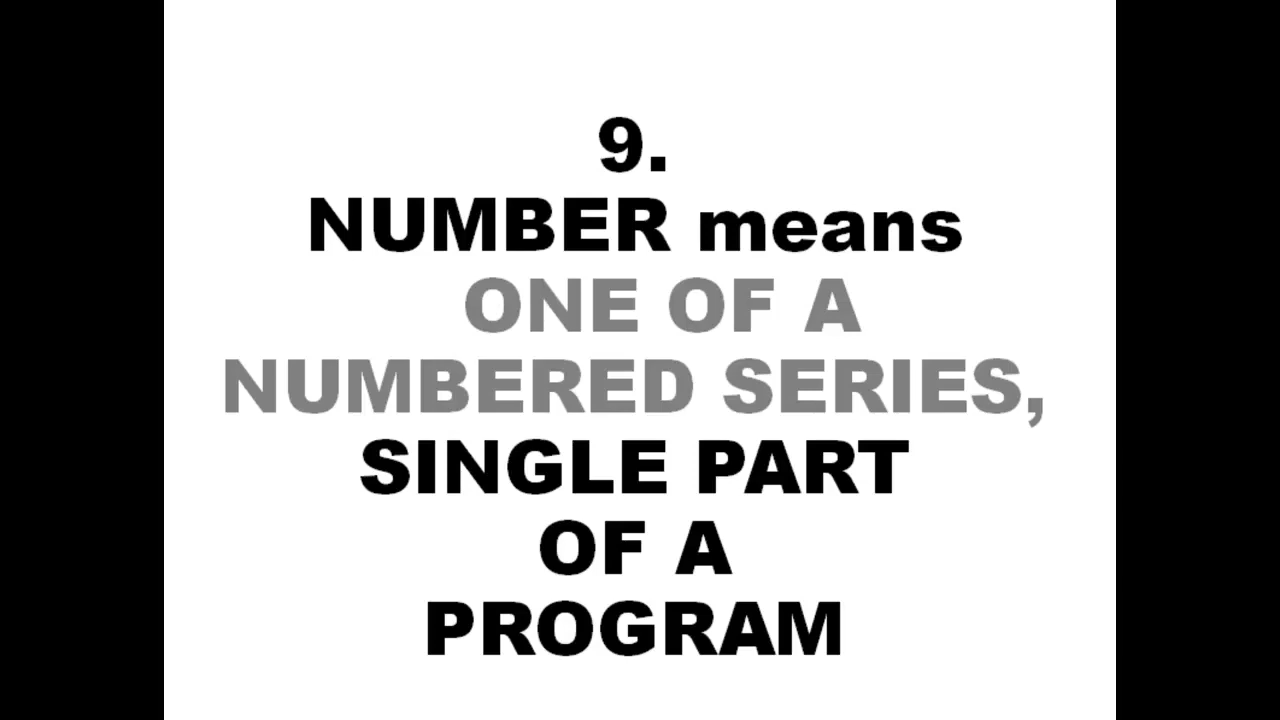 9.
NUMBER means
ONE OF A
NUMBERED SERIES,
SINGLE PART
OF A
PROGRAM